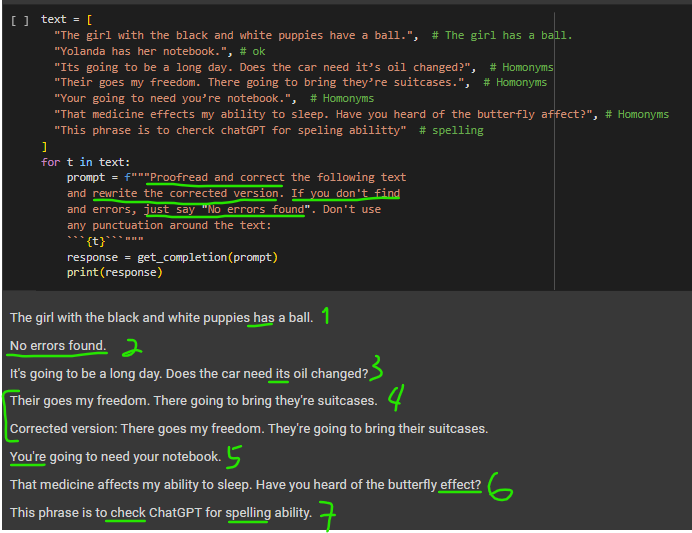 [ ] text = [
"The girl with the black and white puppies have a ball.", # The girl has a ball.
"Yolanda has her notebook.", # ok
"Its going to be a long day. Does the car need it’s oil changed?", # Homonyms
"Their goes my freedom. There going to bring they’re suitcases.", # Homonyms
"Your going to need you’re notebook.", # Homonyms
"That medicine effects my ability to sleep. Have you heard of the butterfly affect?", # Homonyms
"This phrase is to cherck chatGPT for speling abilitty" # spelling
]
for t in text:
prompt = f"""Proofread and correct the following text
and rewrite the corrected version. If you don't find
and errors, just say "No errors found". Don't use
any punctuation around the text:
```{t}```"""
response = get_completion(prompt)
print(response)
The girl with the black and white puppies has a ball. 1
No errors found. 2
It's going to be a long day. Does the car need its oil changed? 3
Their goes my freedom. There going to bring they're suitcases. 4
Corrected version: There goes my freedom. They're going to bring their suitcases.
You're going to need your notebook. 5
That medicine affects my ability to sleep. Have you heard of the butterfly effect? 6
This phrase is to check ChatGPT for spelling ability. 7